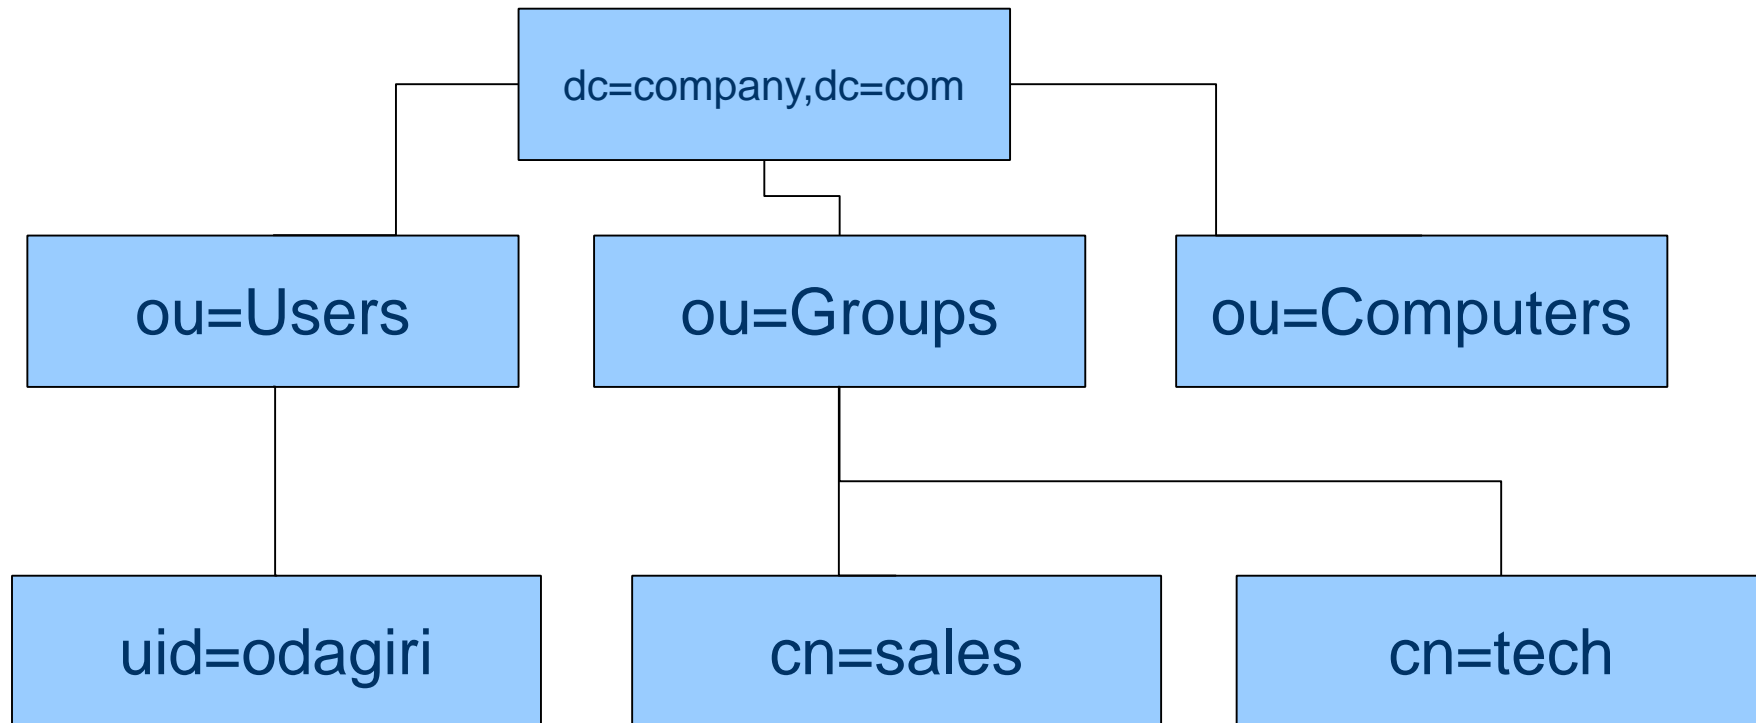 dc=company,dc=com
ou=Users
ou=Groups
ou=Computers
uid=odagiri
cn=sales
cn=tech